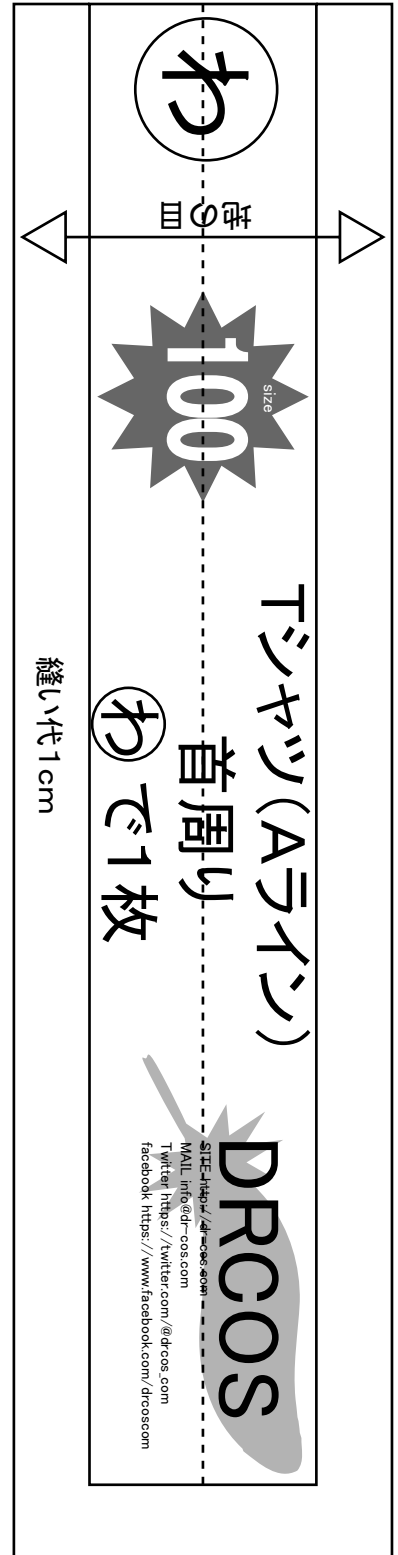 わ
地の目
size
100
Tシャツ(Aライン)
首周り
わで1枚
縫い代1cm
DRCOS
SITE http://dr-cos.com
MAIL info@dr-cos.com
Twitter https://twitter.com/@drcos_com
facebook https://www.facebook.com/drcoscom